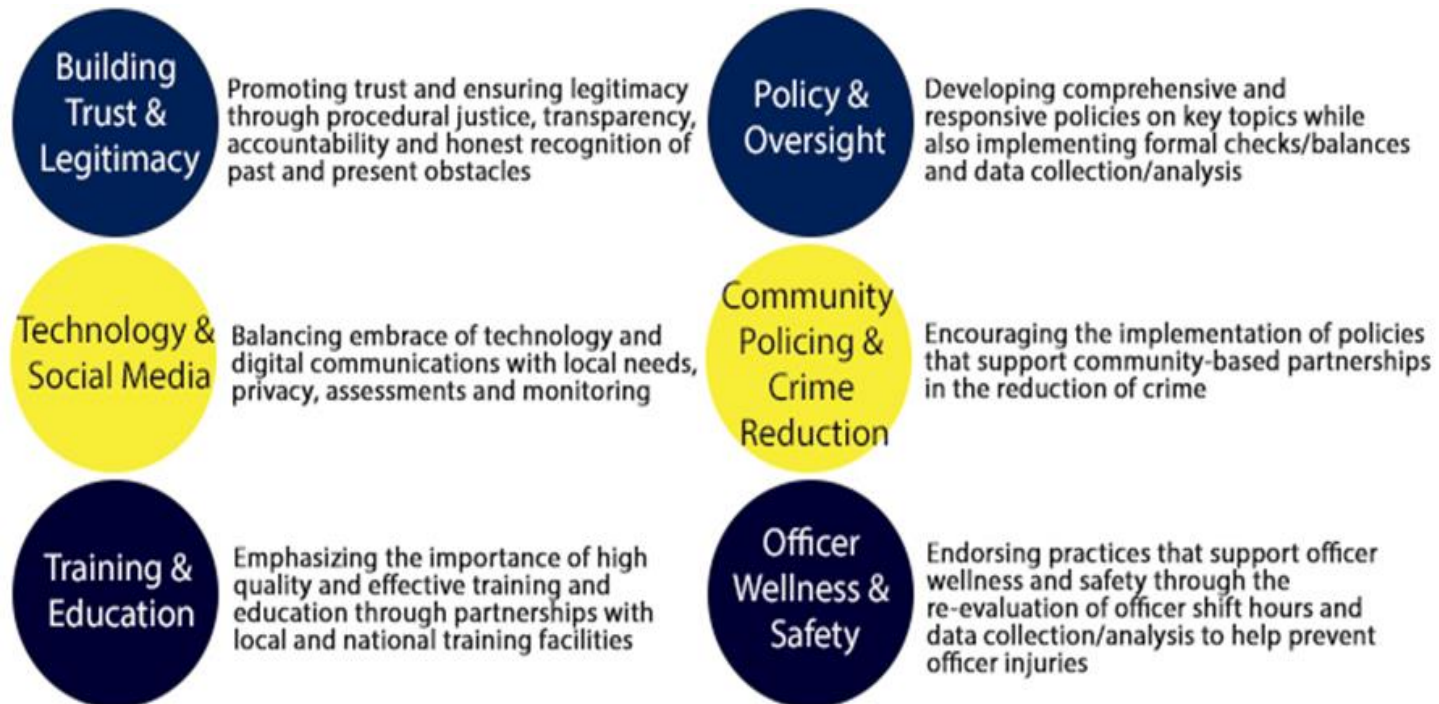 Building
Trust &
Legitimacy
Promoting trust and ensuring legitimacy
through procedural justice, transparency,
accountability and honest recognition of
past and present obstacles
Policy &
Oversight
Developing comprehensive and
responsive policies on key topics while
also implementing formal checks/balances
and data collection/analysis
Technology &
Social Media
Balancing embrace of technology and
digital communications with local needs,
privacy, assessments and monitoring
Community
Policing &
Crime
Reduction
Encouraging the implementation of policies
that support community-based partnerships
in the reduction of crime
Training &
Education
Emphasizing the importance of high
quality and effective training and
education through partnerships with
local and national training facilities
Officer
Wellness &
Safety
Endorsing practices that support officer
wellness and safety through the
re-evaluation of officer shift hours and
data collection/analysis to help prevent
officer injuries